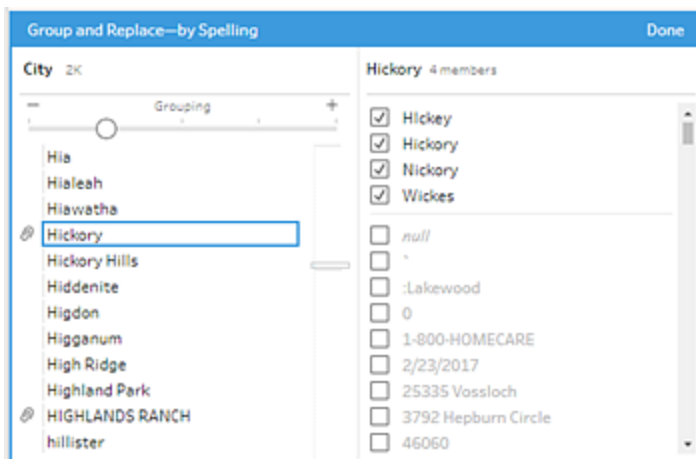 Group and Replace—by Spelling Done
City 2K
− Grouping +
Hia
Hialeah
Hiawatha
Hickory
Hickory Hills
Hiddenite
Higdon
Higganum
High Ridge
Highland Park
HIGHLANDS RANCH
hillister
Hickory 4 members
HIckey
Hickory
Nickory
Wickes
null
`
:Lakewood
0
1-800-HOMECARE
2/23/2017
25335 Vossloch
3792 Hepburn Circle
46060